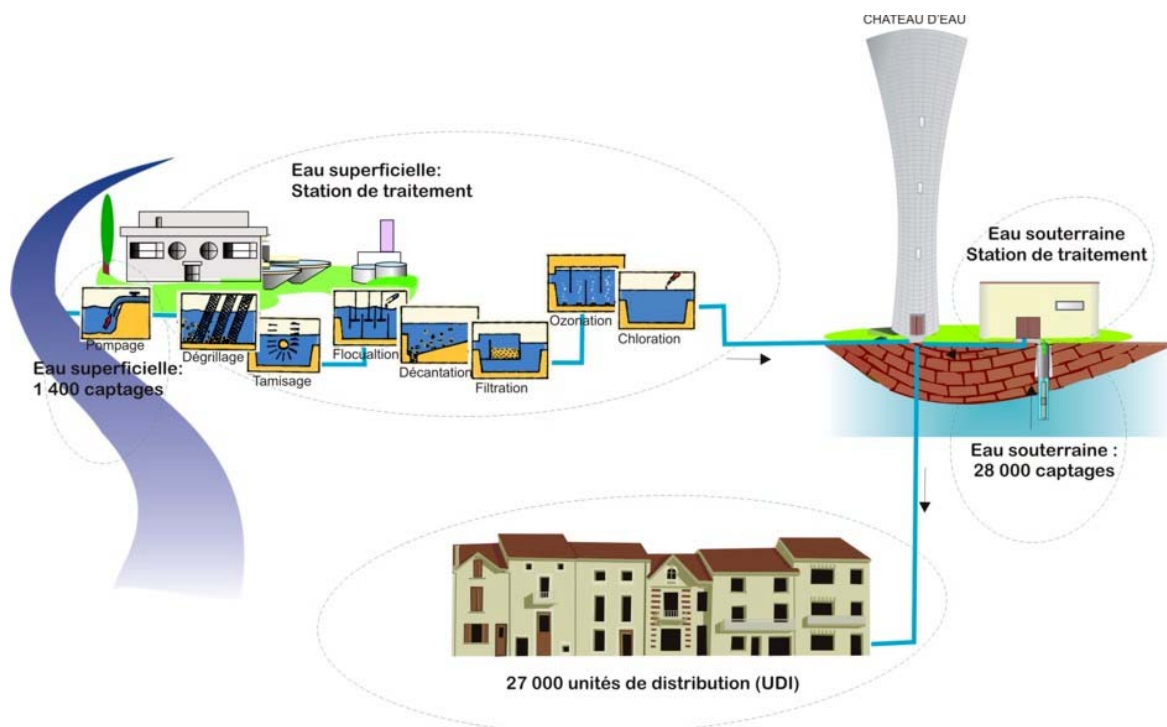 CHATEAU D'EAU
Eau superficielle:
Station de traitement
Eau souterraine
Station de traitement
Pompage
Dégrillage
Tamisage
Flocualtion
Décantation
Filtration
Ozonation
Chloration
Eau superficielle:
1 400 captages
Eau souterraine :
28 000 captages
27 000 unités de distribution (UDI)